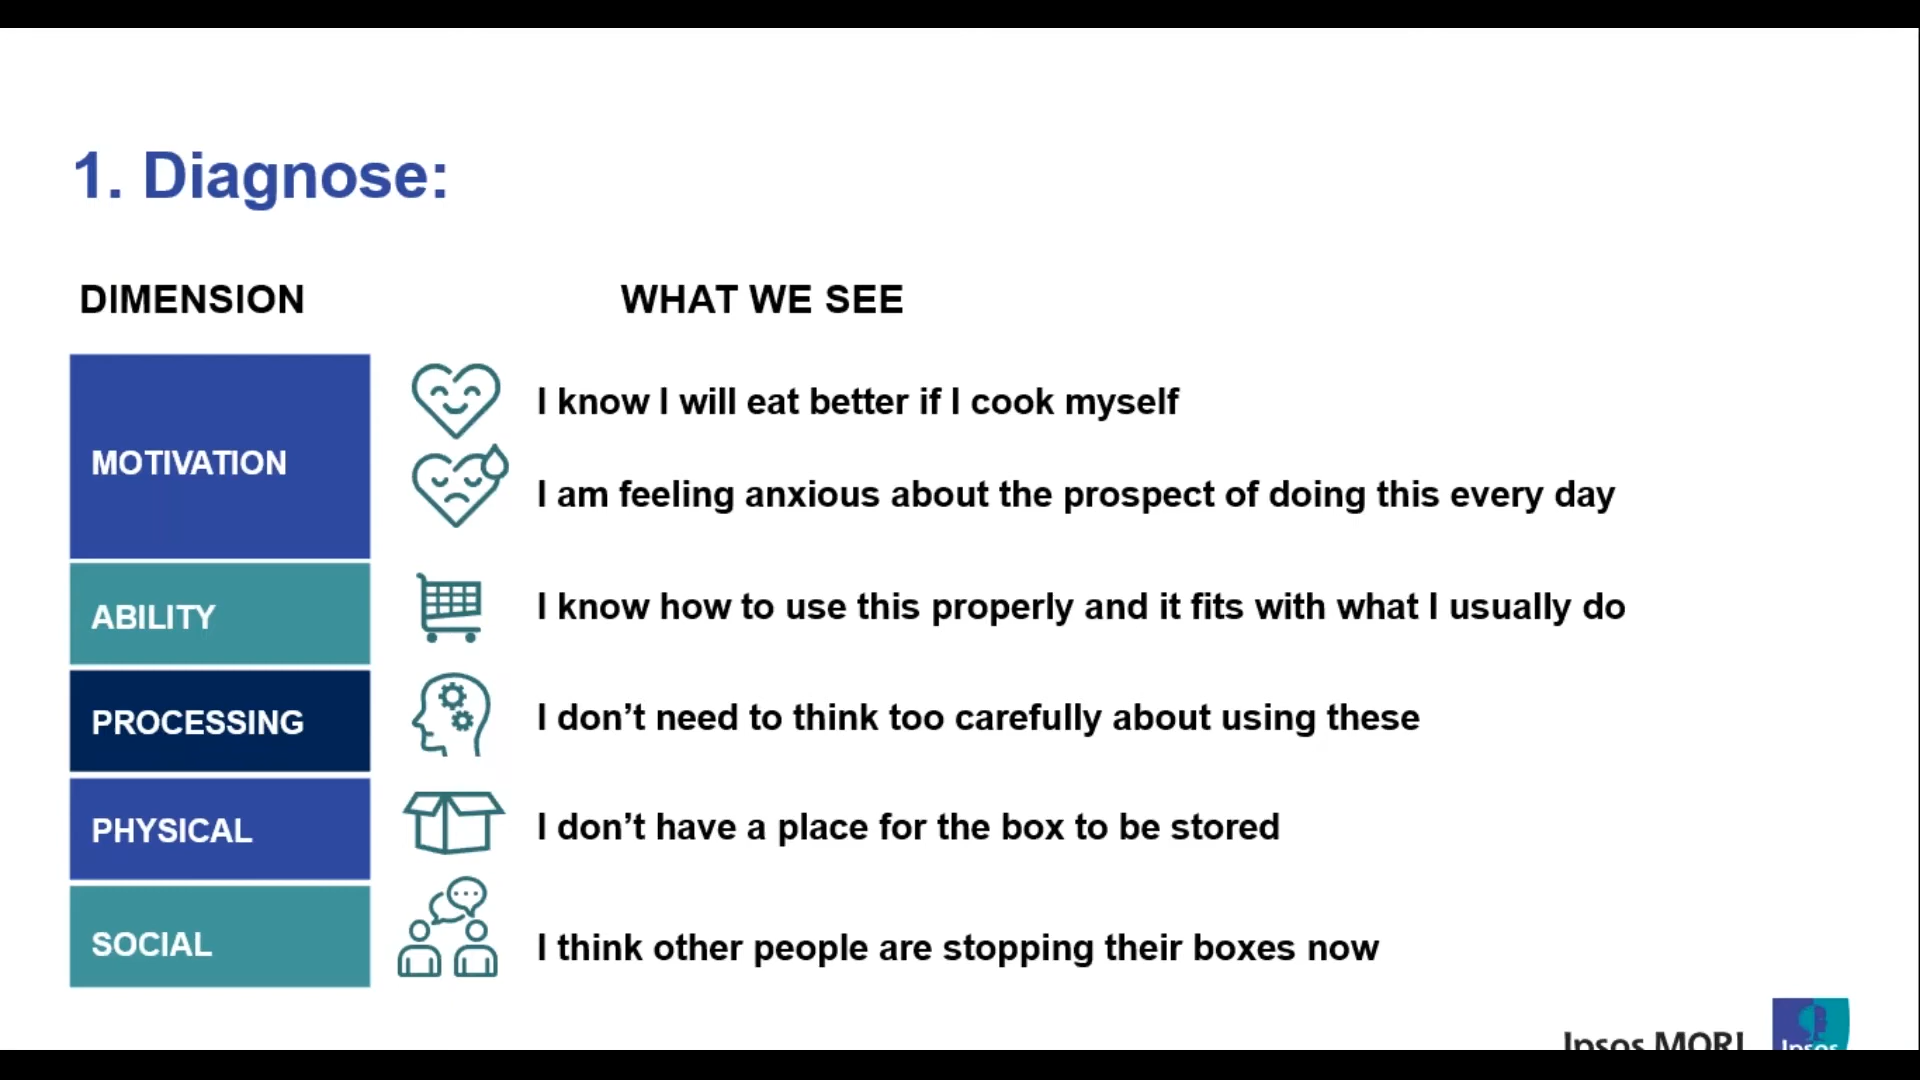 1. Diagnose:
DIMENSION
WHAT WE SEE
MOTIVATION
I know I will eat better if I cook myself
I am feeling anxious about the prospect of doing this every day
ABILITY
I know how to use this properly and it fits with what I usually do
PROCESSING
I don’t need to think too carefully about using these
PHYSICAL
I don’t have a place for the box to be stored
SOCIAL
I think other people are stopping their boxes now
Ipsos MORI
Ipsos